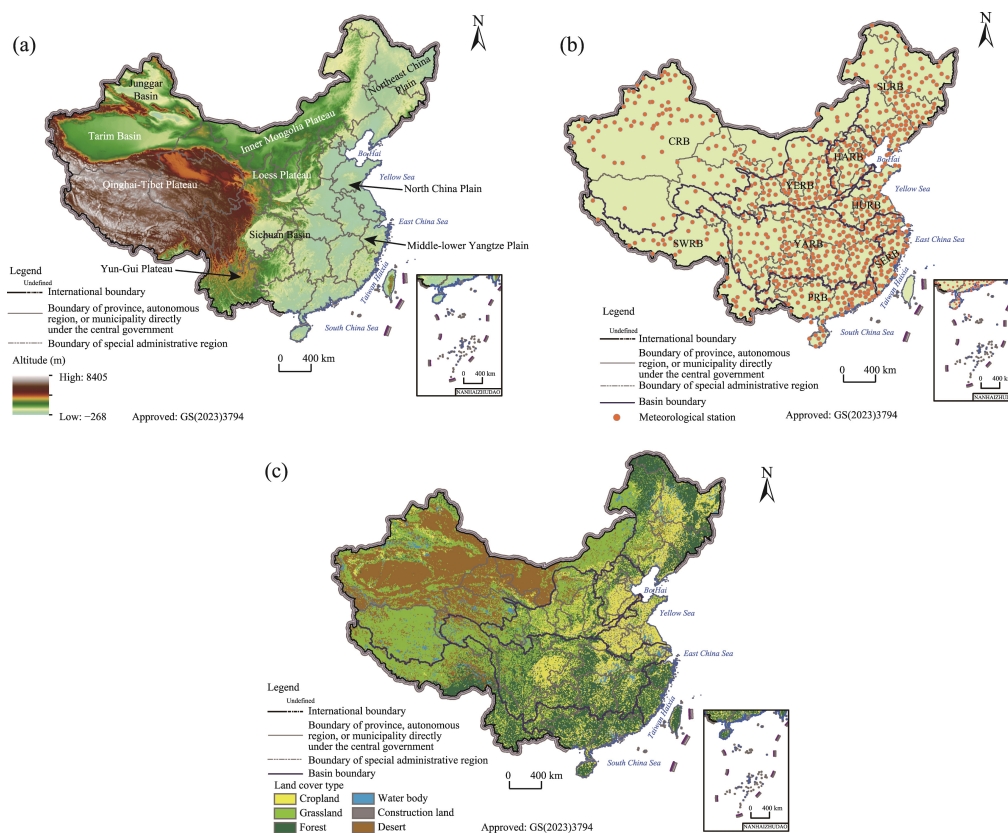 (a)
N
Junggar
Basin
Northeast China
Plain
Tarim Basin
Inner Mongolia Plateau
Bo Hai
Loess Plateau
Yellow Sea
Qinghai-Tibet Plateau
North China Plain
East China Sea
Sichuan Basin
Middle-lower Yangtze Plain
Yun-Gui Plateau
Taiwan Haixia
South China Sea
Legend
Undefined
International boundary
Boundary of province, autonomous
region, or municipality directly
under the central government
Boundary of special administrative region
Altitude (m)
High: 8405
Low: −268
0 400 km
Approved: GS(2023)3794
0 400 km
NANHAIZHUDAO
(b)
N
SLRB
CRB
HARB
Bo Hai
YERB
Yellow Sea
HURB
East China Sea
SWRB
YARB
SERB
PRB
Taiwan Haixia
South China Sea
Legend
Undefined
International boundary
Boundary of province, autonomous
region, or municipality directly
under the central government
Boundary of special administrative region
Basin boundary
Meteorological station
0 400 km
Approved: GS(2023)3794
0 400 k
NANHAIZHUD
(c)
N
Bo Hai
Yellow Sea
East China Sea
Taiwan Haixia
South China Sea
Legend
Undefined
International boundary
Boundary of province, autonomous
region, or municipality directly
under the central government
Boundary of special administrative region
Basin boundary
Land cover type
Cropland
Water body
Grassland
Construction land
Forest
Desert
0 400 km
Approved: GS(2023)3794
0 400 km
NANHAIZHUDAO